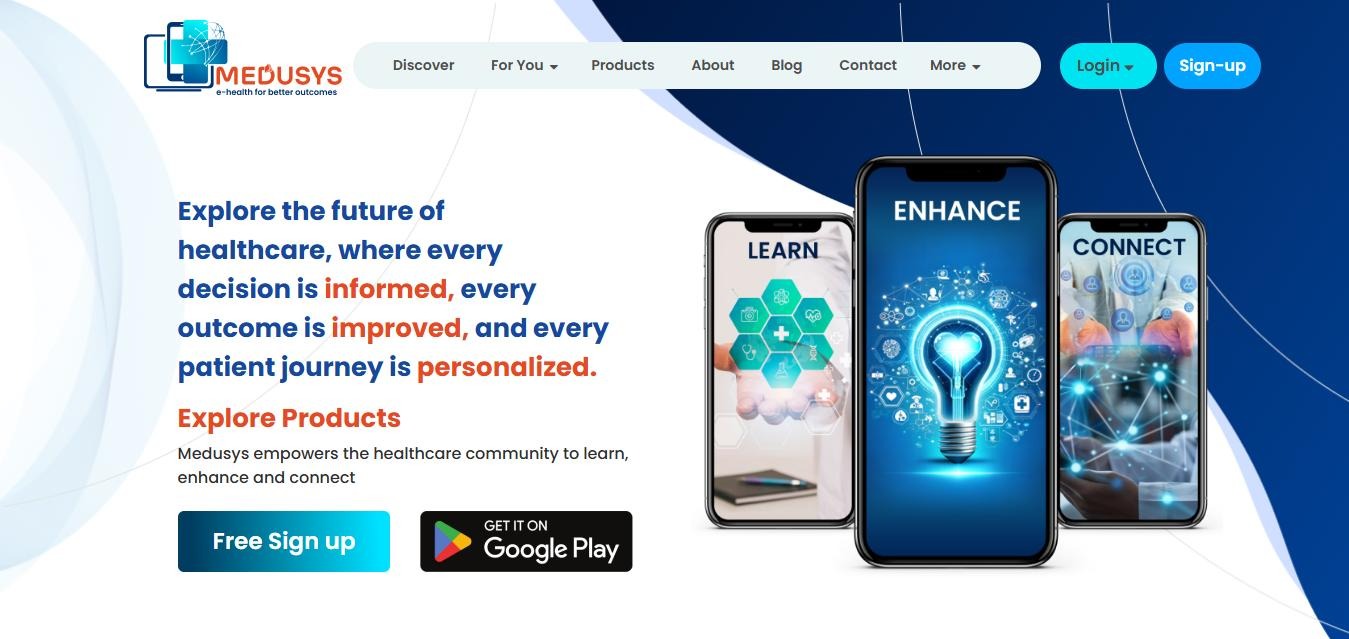 MEDUSYS
e-health for better outcomes
Discover
For You
Products
About
Blog
Contact
More
Login
Sign-up
Explore the future of
healthcare, where every
decision is informed, every
outcome is improved, and every
patient journey is personalized.
Explore Products
Medusys empowers the healthcare community to learn,
enhance and connect
Free Sign up
GET IT ON
Google Play
LEARN
ENHANCE
CONNECT